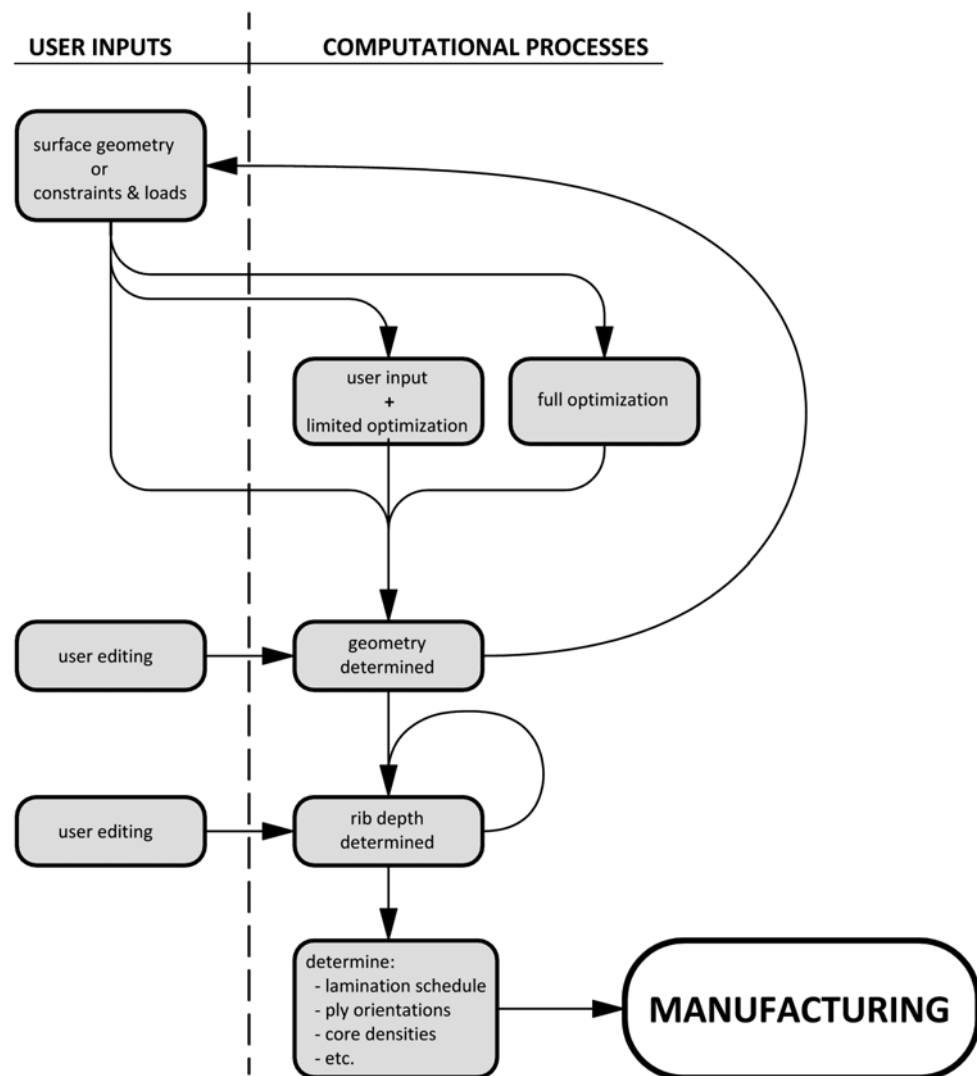 USER INPUTS
COMPUTATIONAL PROCESSES
surface geometry
or
constraints & loads
user input
+
limited optimization
full optimization
user editing
geometry
determined
user editing
rib depth
determined
determine:
- lamination schedule
- ply orientations
- core densities
- etc.
MANUFACTURING